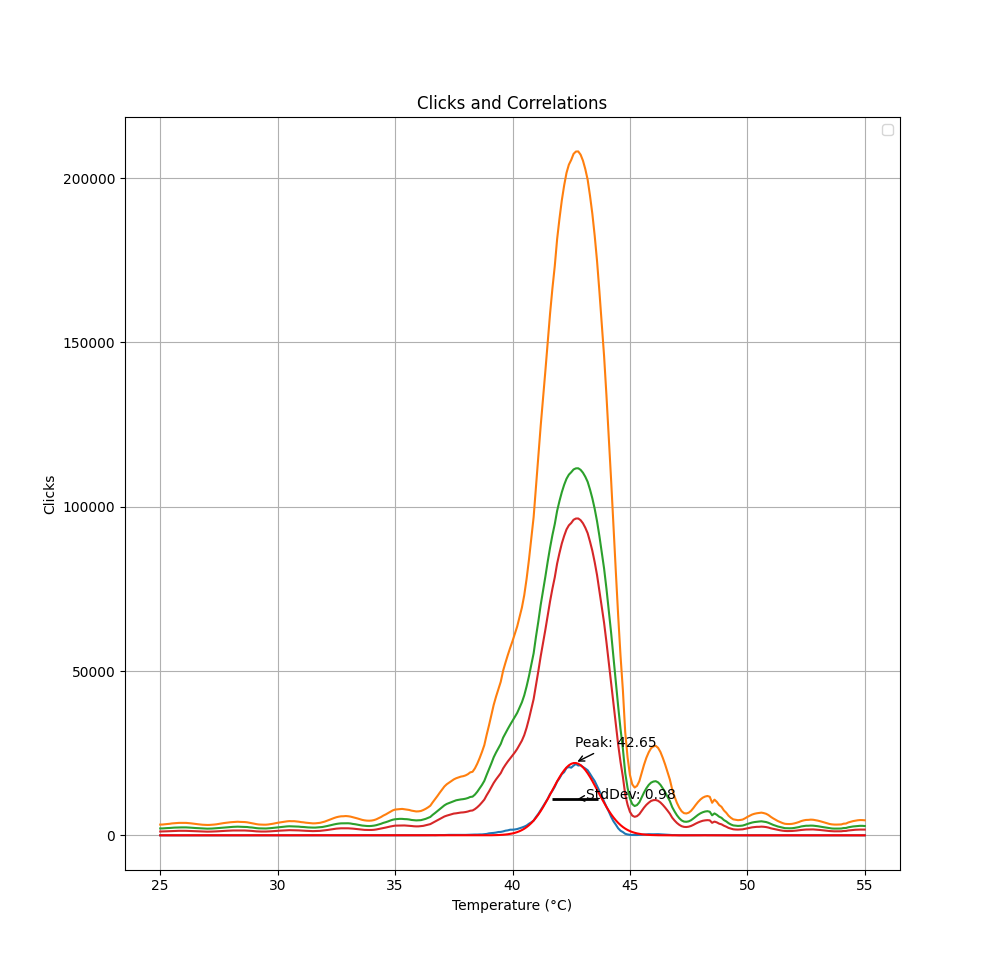 Clicks and Correlations
200000
150000
100000
50000
0
Clicks
Peak: 42.65
StdDev: 0.98
25 30 35 40 45 50 55
Temperature (°C)